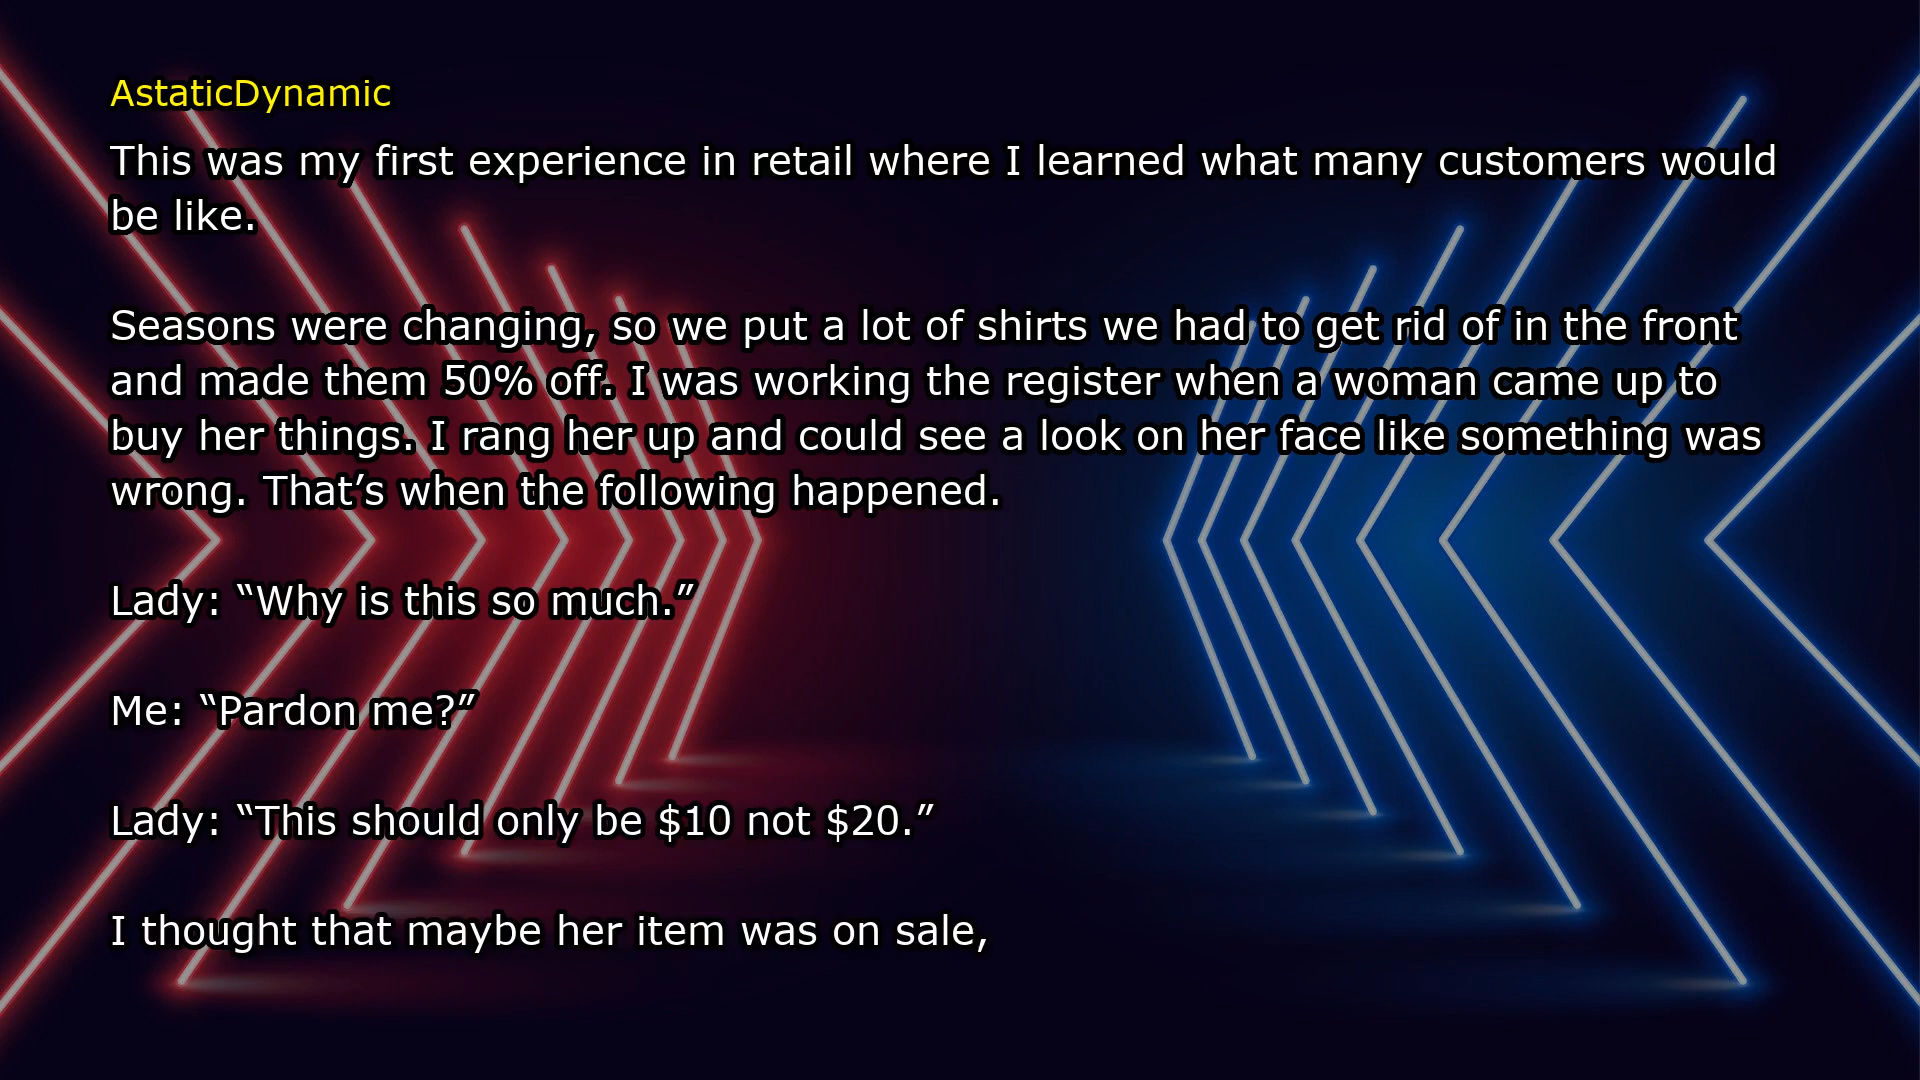 AstaticDynamic
This was my first experience in retail where I learned what many customers would
be like.
Seasons were changing, so we put a lot of shirts we had to get rid of in the front
and made them 50% off. I was working the register when a woman came up to
buy her things. I rang her up and could see a look on her face like something was
wrong. That’s when the following happened.
Lady: “Why is this so much.”
Me: “Pardon me?”
Lady: “This should only be $10 not $20.”
I thought that maybe her item was on sale,